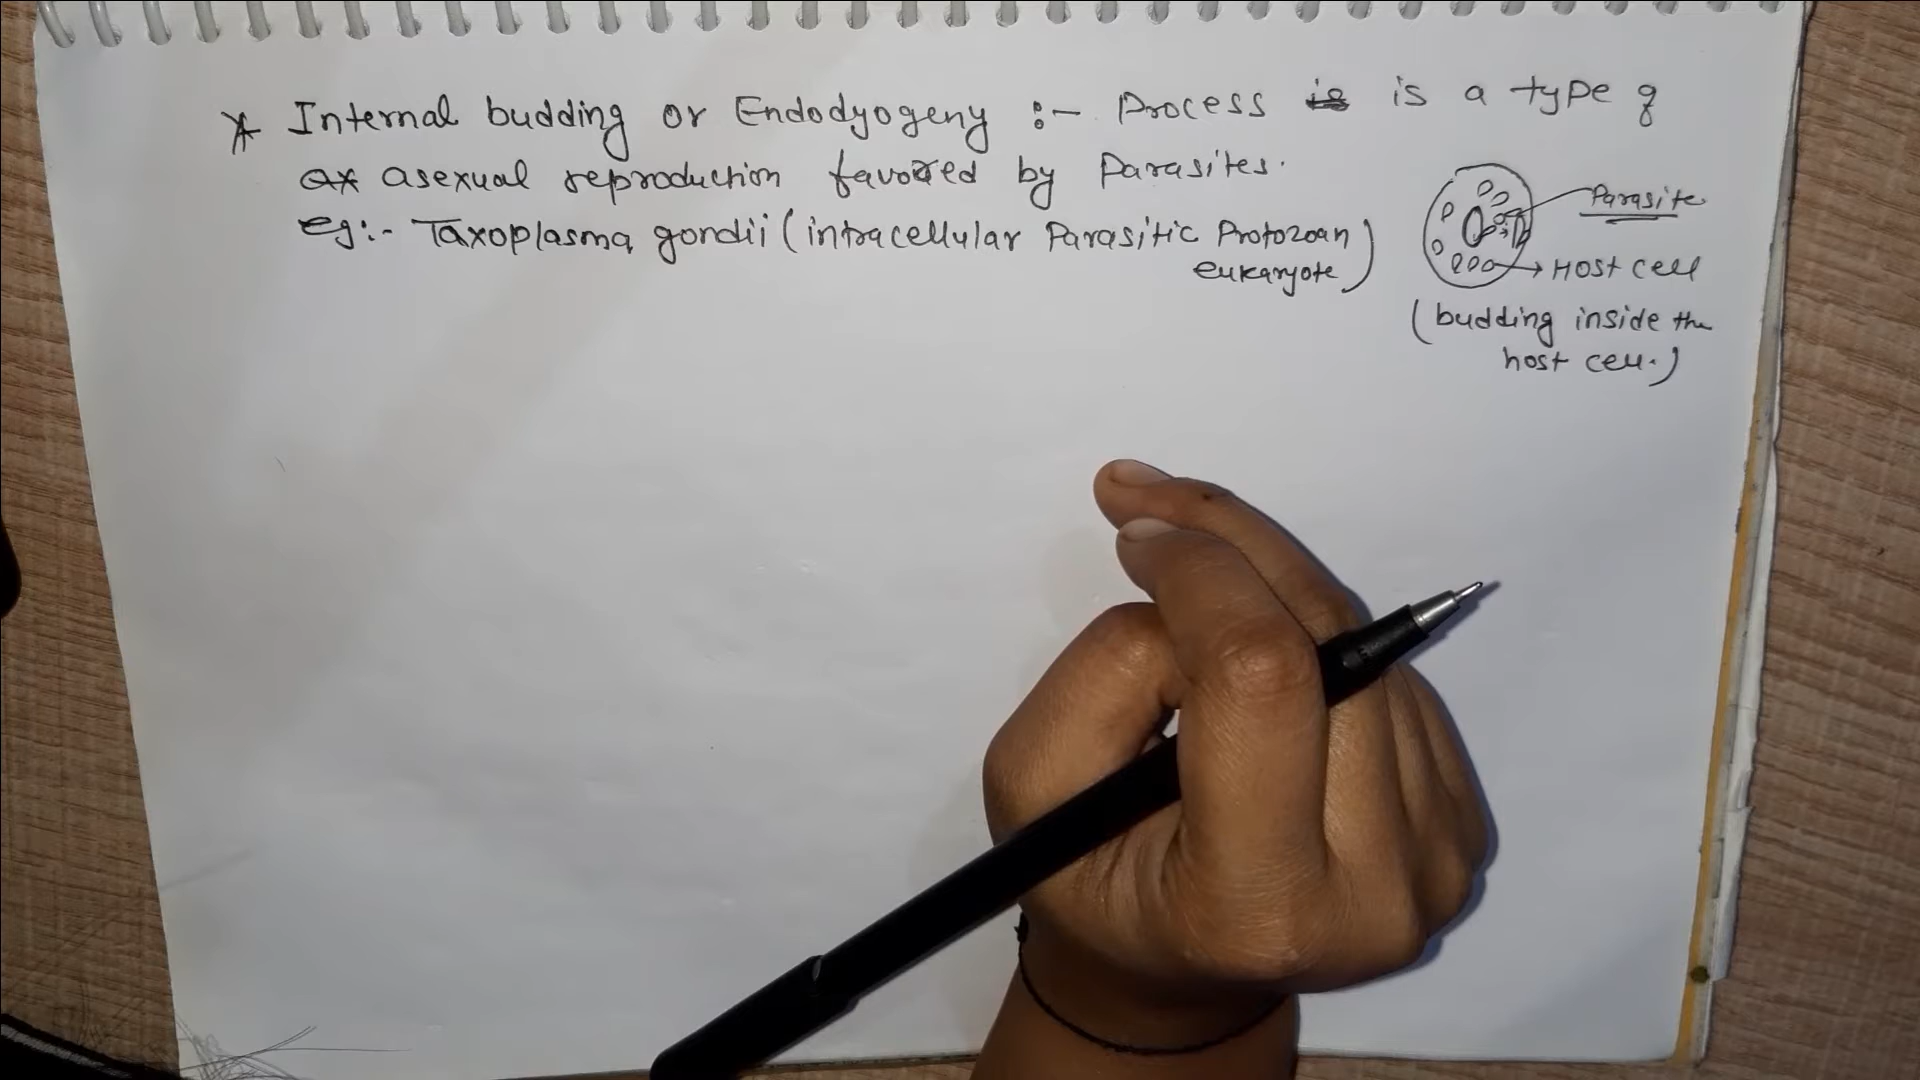 * Internal budding or Endodyogeny :- Process is is a type of
asexual reproduction favored by Parasites.
eg:- Taxoplasma gondii (intracellular Parasitic Protozoan
eukaryote)
Parasite
Host cell
(budding inside the
host cell.)